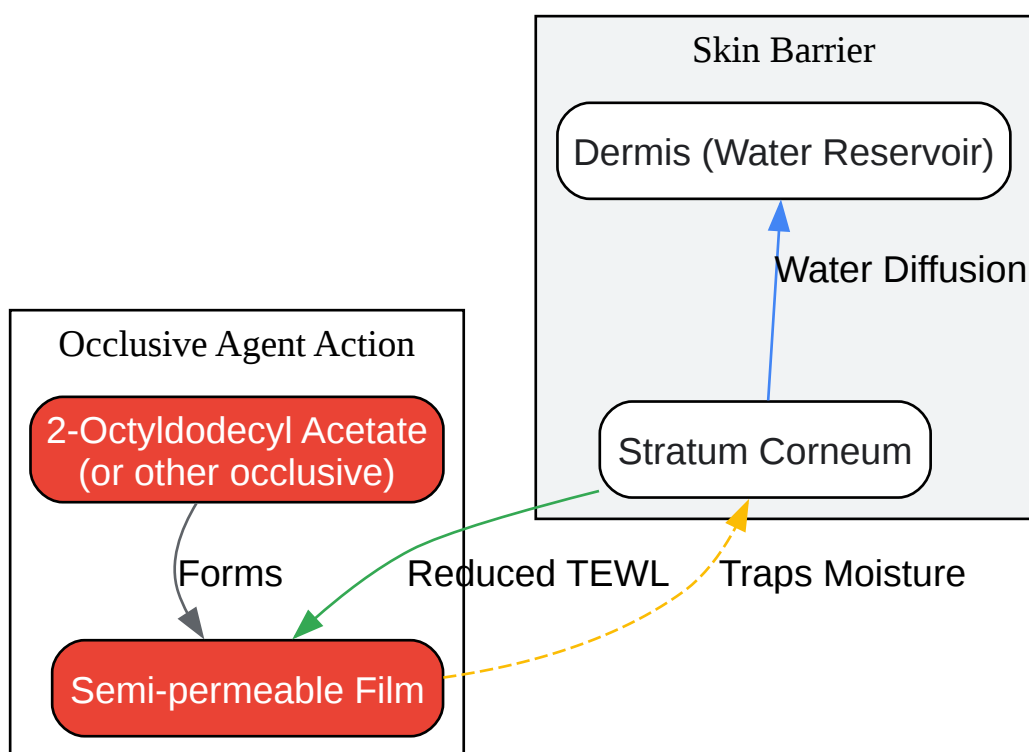 Skin Barrier
Dermis (Water Reservoir)
Water Diffusion
Occlusive Agent Action
2-Octyldodecyl Acetate
(or other occlusive)
Stratum Corneum
Forms
Reduced TEWL
Traps Moisture
Semi-permeable Film